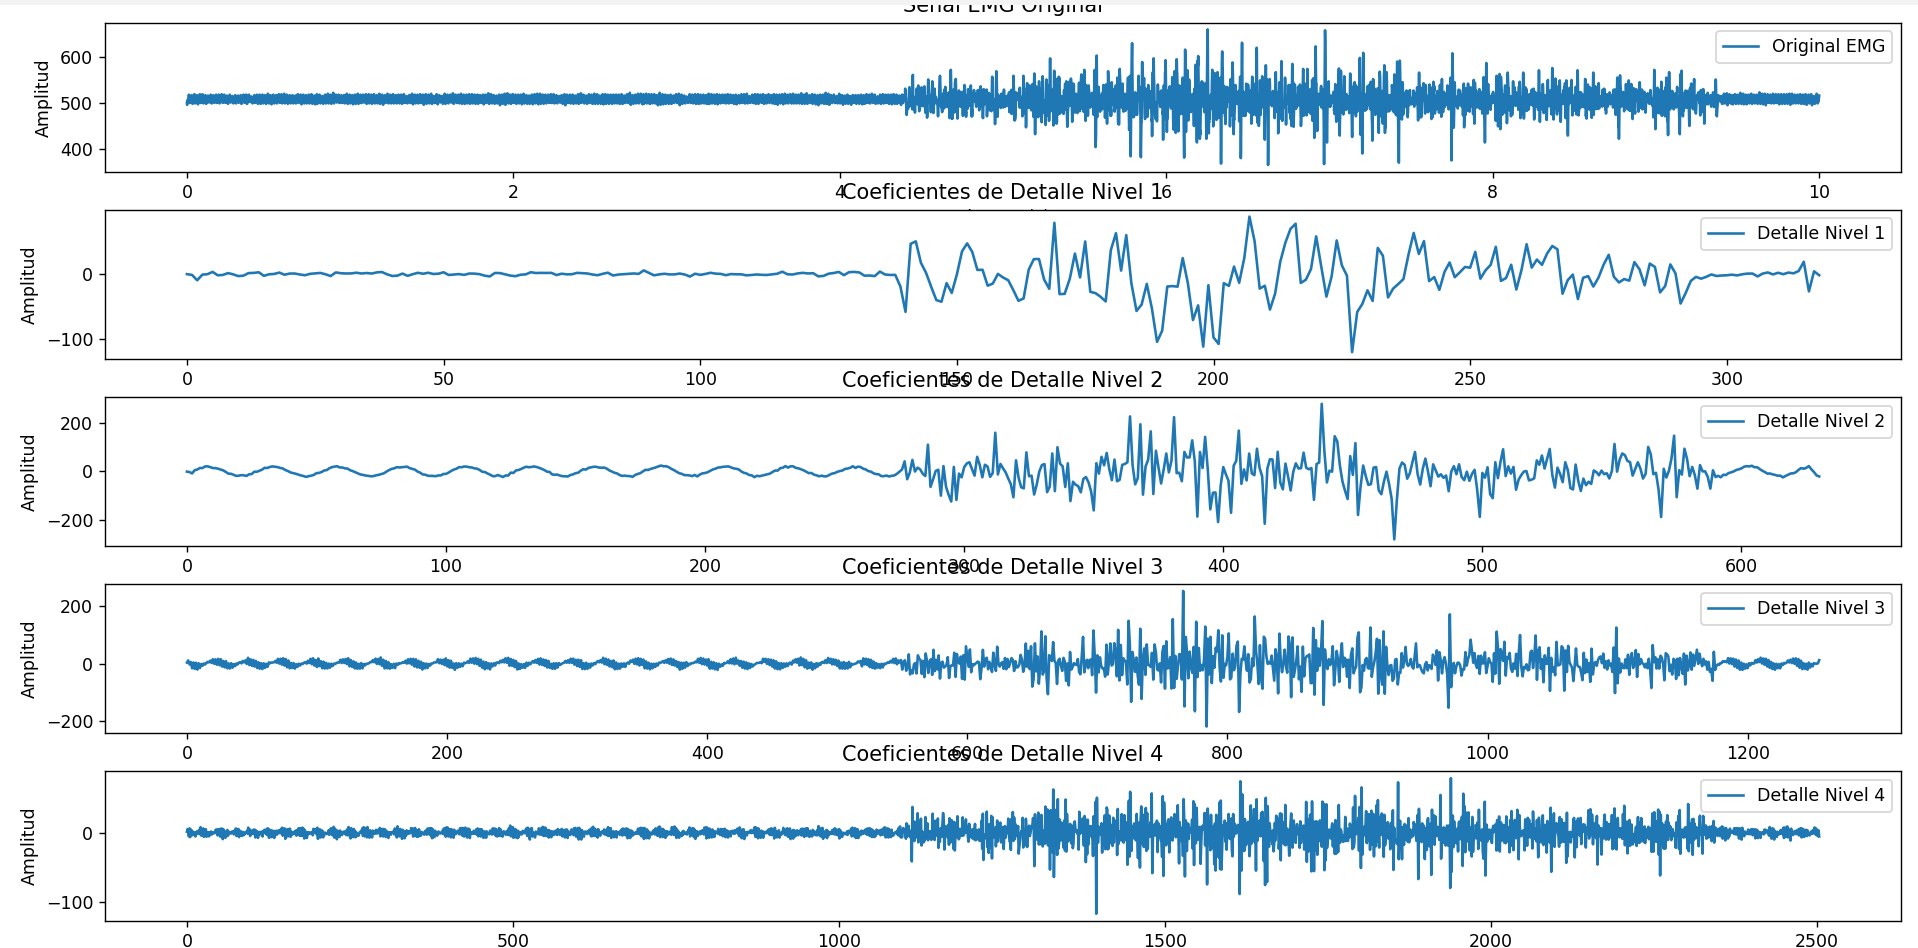 Señal EMG Original
Amplitud
600
500
400
Original EMG
0 2 4 6 8 10
Coeficientes de Detalle Nivel 1
Amplitud
0
−100
Detalle Nivel 1
0 50 100 150 200 250 300
Coeficientes de Detalle Nivel 2
Amplitud
200
0
−200
Detalle Nivel 2
0 100 200 300 400 500 600
Coeficientes de Detalle Nivel 3
Amplitud
200
0
−200
Detalle Nivel 3
0 200 400 600 800 1000 1200
Coeficientes de Detalle Nivel 4
Amplitud
0
−100
Detalle Nivel 4
0 500 1000 1500 2000 2500